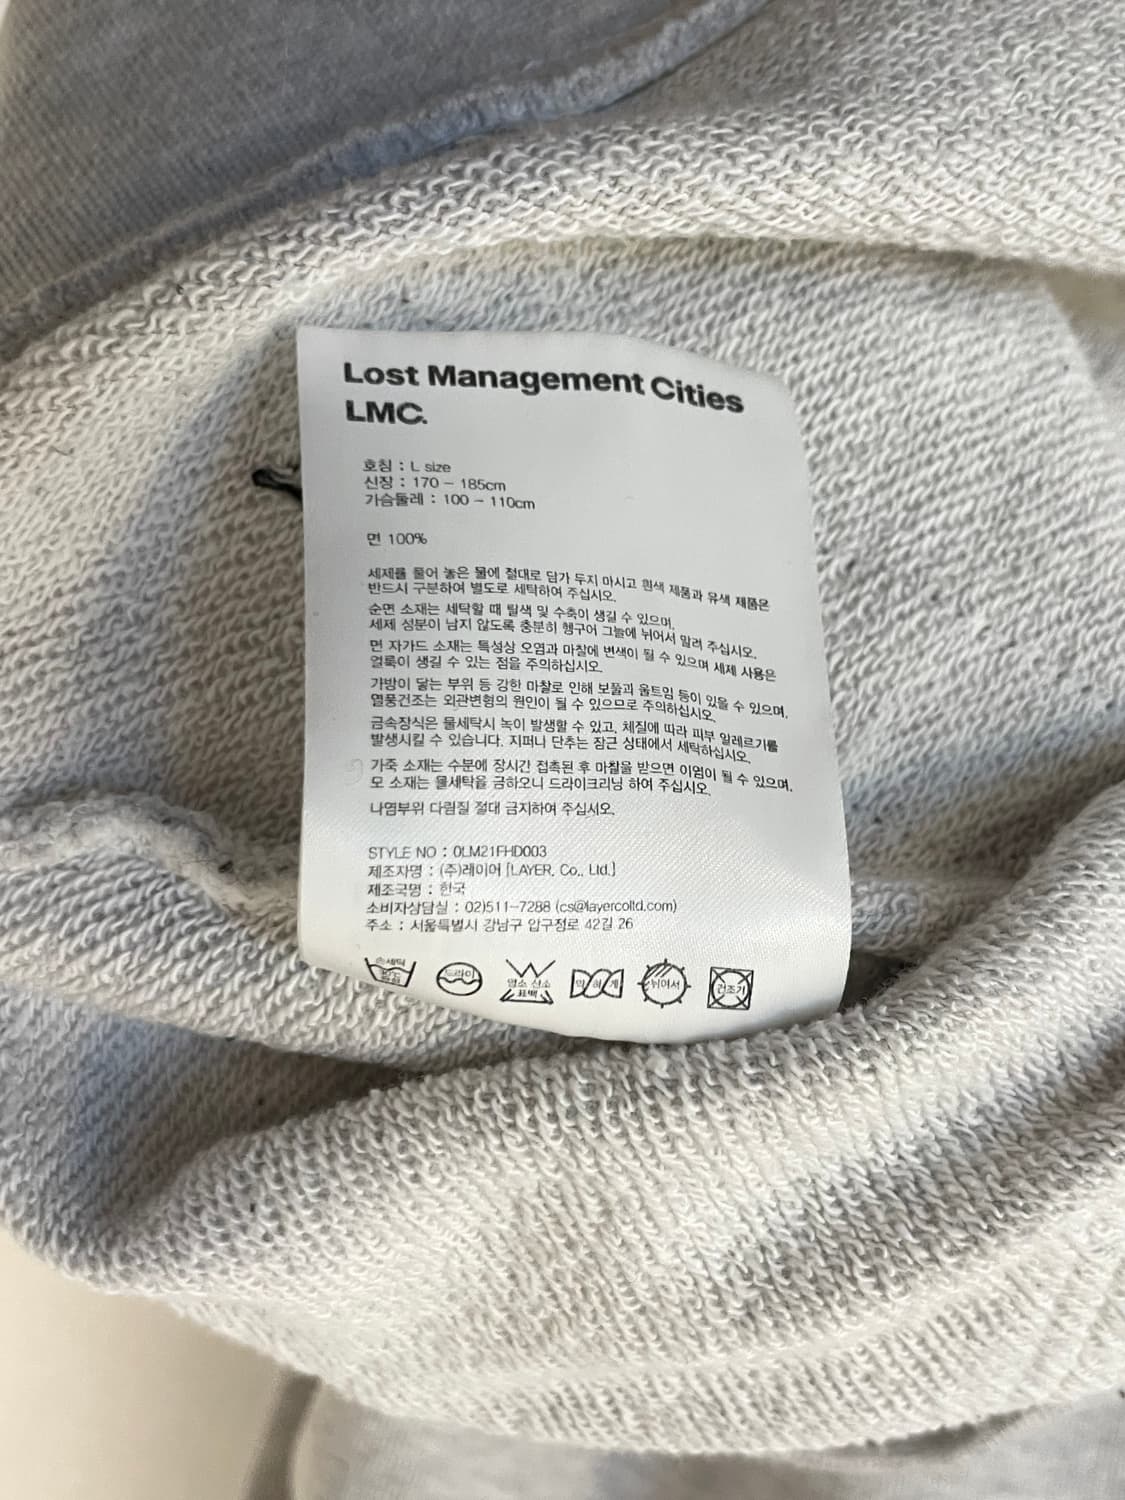 Lost Management Cities
LMC.
호칭 : L size
신장 : 170 - 185cm
가슴둘레 : 100 - 110cm
면 100%
세제를 풀어 놓은 물에 절대로 담가 두지 마시고 흰색 제품과 유색 제품은
반드시 구분하여 별도로 세탁하여 주십시오.
순면 소재는 세탁할 때 탈색 및 수축이 생길 수 있으며,
세제 성분이 남지 않도록 충분히 헹구어 그늘에 뉘어서 말려 주십시오.
면 자가드 소재는 특성상 오염과 마찰에 변색이 될 수 있으며 세제 사용은
얼룩이 생길 수 있는 점을 주의하십시오.
가방이 닿는 부위 등 강한 마찰로 인해 보풀과 올트임 등이 있을 수 있으며,
열풍건조는 외관변형의 원인이 될 수 있으므로 주의하십시오.
금속장식은 물세탁시 녹이 발생할 수 있고, 체질에 따라 피부 알레르기를
발생시킬 수 있습니다. 지퍼나 단추는 잠근 상태에서 세탁하십시오.
가죽 소재는 수분에 장시간 접촉된 후 마찰을 받으면 이염이 될 수 있으며,
모 소재는 물세탁을 금하오니 드라이크리닝 하여 주십시오.
나염부위 다림질 절대 금지하여 주십시오.
STYLE NO : 0LM21FHD003
제조자명 : (주)레이어 [LAYER. Co., Ltd.]
제조국명 : 한국
소비자상담실 : 02)511-7288 (cs@layercoltd.com)
주소 : 서울특별시 강남구 압구정로 42길 26
손세탁
드라이
염소 산소
표백
약하게
뉘어서
건조기